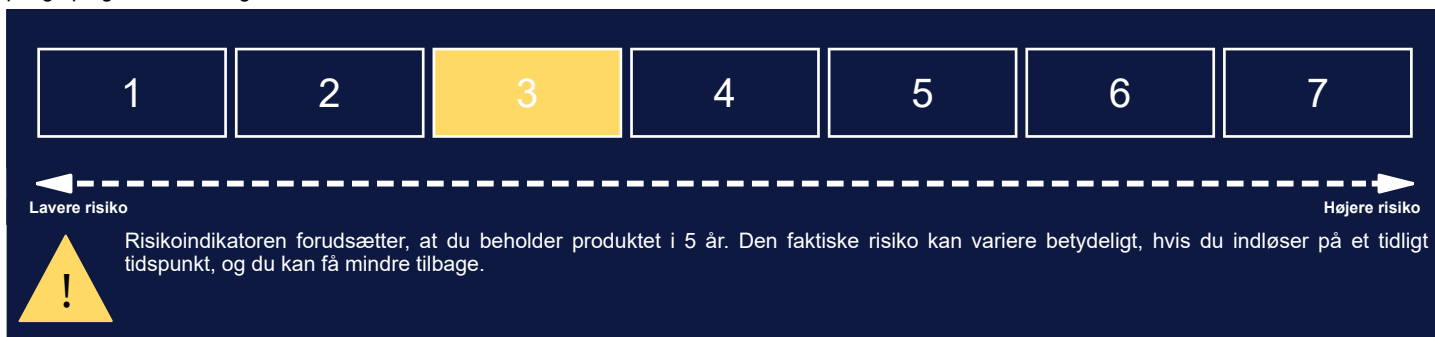 1 2 3 4 5 6 7
Lavere risiko Højere risiko
Risikoindikatoren forudsætter, at du beholder produktet i 5 år. Den faktiske risiko kan variere betydeligt, hvis du indløser på et tidligt
tidspunkt, og du kan få mindre tilbage.
!